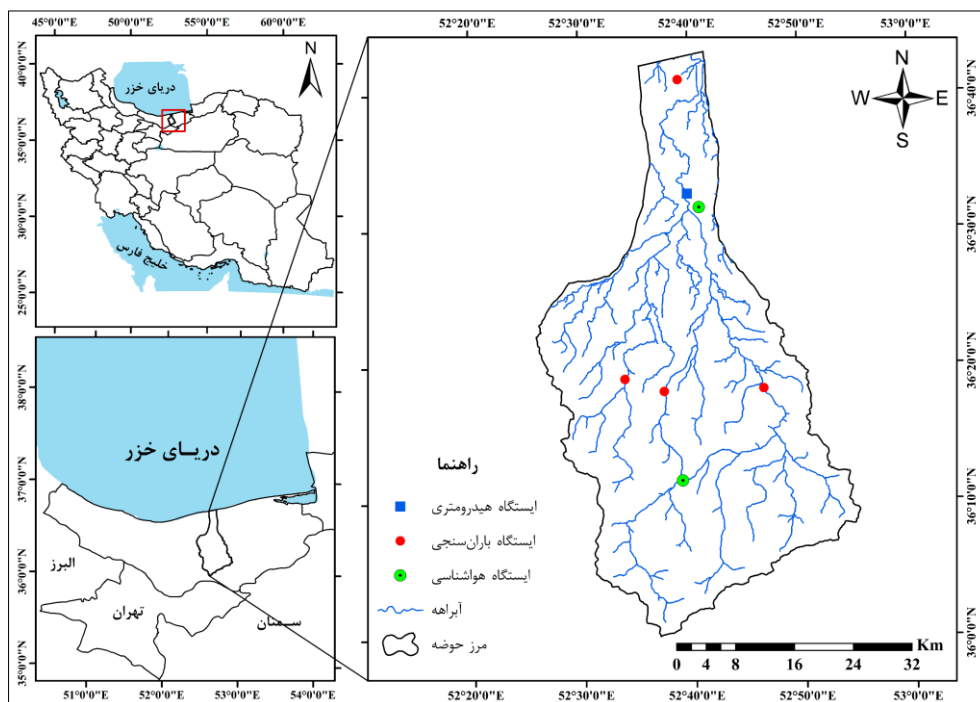 45°0'0"N 50°0'0"N 55°0'0"N 60°0'0"N
40°0'0"N
35°0'0"N
30°0'0"N
25°0'0"N
N
دریای خزر
خلیج فارس
38°0'0"N
37°0'0"N
36°0'0"N
35°0'0"N
دریـای خزر
البرز
تهران
سـمنان
51°0'0"N 52°0'0"N 53°0'0"N 54°0'0"N
52°20'0"N 52°30'0"N 52°40'0"N 52°50'0"N 53°0'0"N
N
W E
S
36°40'0"N
36°30'0"N
36°20'0"N
36°10'0"N
36°0'0"N
راهنما
ایستگاه هیدرومتری
ایستگاه باران‌سنجی
ایستگاه هواشناسی
آبراهه
مرز حوضه
Km
0 4 8 16 24 32
52°20'0"N 52°30'0"N 52°40'0"N 52°50'0"N 53°0'0"N